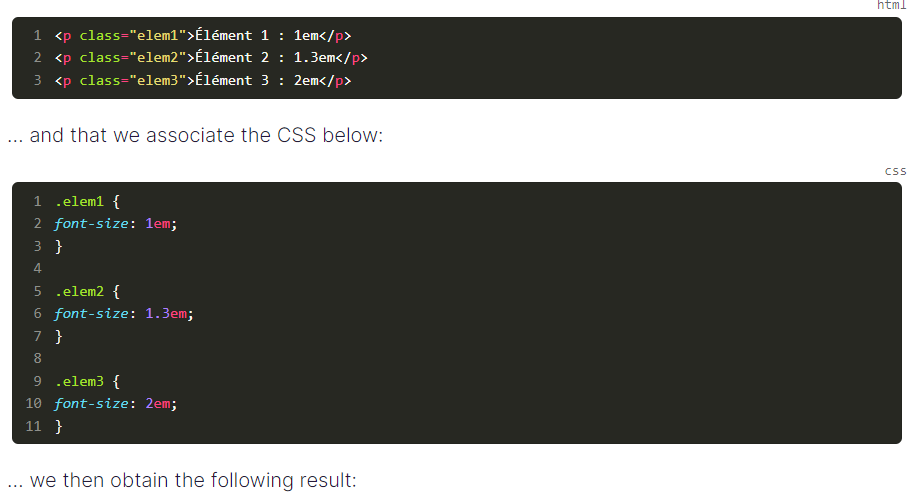 html
1 <p class="elem1">Élément 1 : 1em</p>
2 <p class="elem2">Élément 2 : 1.3em</p>
3 <p class="elem3">Élément 3 : 2em</p>
... and that we associate the CSS below:
css
1 .elem1 {
2 font-size: 1em;
3 }
4
5 .elem2 {
6 font-size: 1.3em;
7 }
8
9 .elem3 {
10 font-size: 2em;
11 }
... we then obtain the following result: